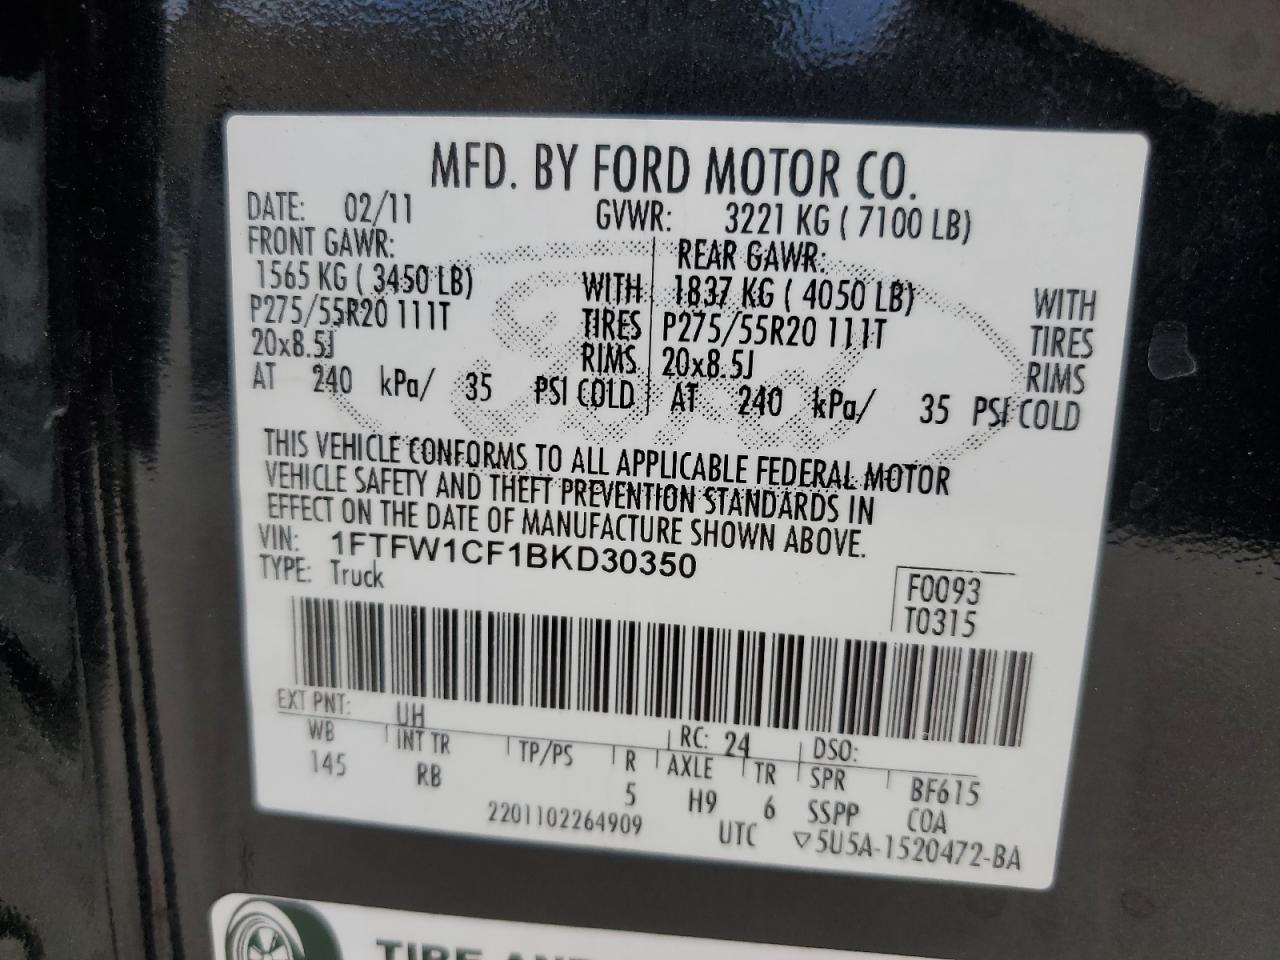 MFD. BY FORD MOTOR CO.
DATE: 02/11 GVWR: 3221 KG ( 7100 LB)
FRONT GAWR: REAR GAWR:
1565 KG ( 3450 LB) WITH 1837 KG ( 4050 LB) WITH
P275/55R20 111T TIRES P275/55R20 111T TIRES
20x8.5J RIMS 20x8.5J RIMS
AT 240 kPa/ 35 PSI COLD AT 240 kPa/ 35 PSI COLD
THIS VEHICLE CONFORMS TO ALL APPLICABLE FEDERAL MOTOR
VEHICLE SAFETY AND THEFT PREVENTION STANDARDS IN
EFFECT ON THE DATE OF MANUFACTURE SHOWN ABOVE.
VIN: 1FTFW1CF1BKD30350
TYPE: Truck
F0093
T0315
EXT PNT: UH RC: 24 DSO:
WB INT TR TP/PS R AXLE TR SPR BF615
145 RB 5 H9 6 SSPP COA
2201102264909 UTC ▽5U5A-1520472-BA
TIRE AND